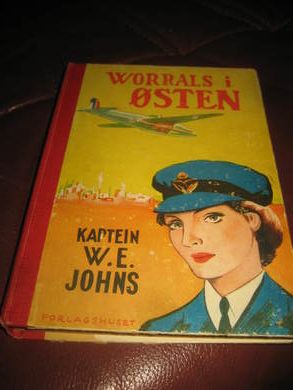 WORRALS i
ØSTEN
KAPTEIN
W.E.
JOHNS
FORLAGSHUSET